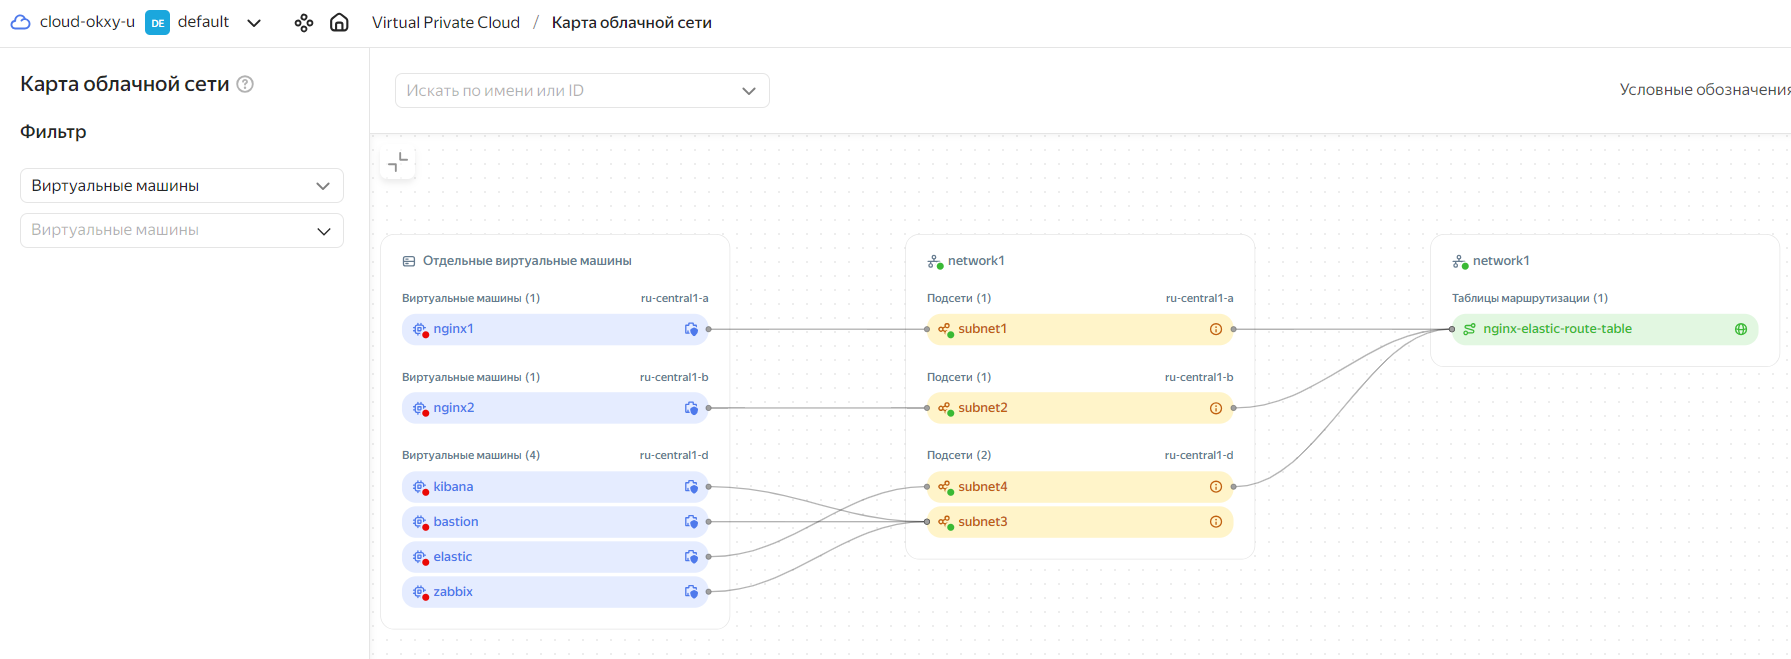 cloud-okxy-u DE default Virtual Private Cloud / Карта облачной сети
Карта облачной сети
Фильтр
Виртуальные машины
Виртуальные машины
Искать по имени или ID
Условные обозначения
Отдельные виртуальные машины
Виртуальные машины (1) ru-central1-a
nginx1
Виртуальные машины (1) ru-central1-b
nginx2
Виртуальные машины (4) ru-central1-d
kibana
bastion
elastic
zabbix
network1
Подсети (1) ru-central1-a
subnet1
Подсети (1) ru-central1-b
subnet2
Подсети (2) ru-central1-d
subnet4
subnet3
network1
Таблицы маршрутизации (1)
nginx-elastic-route-table